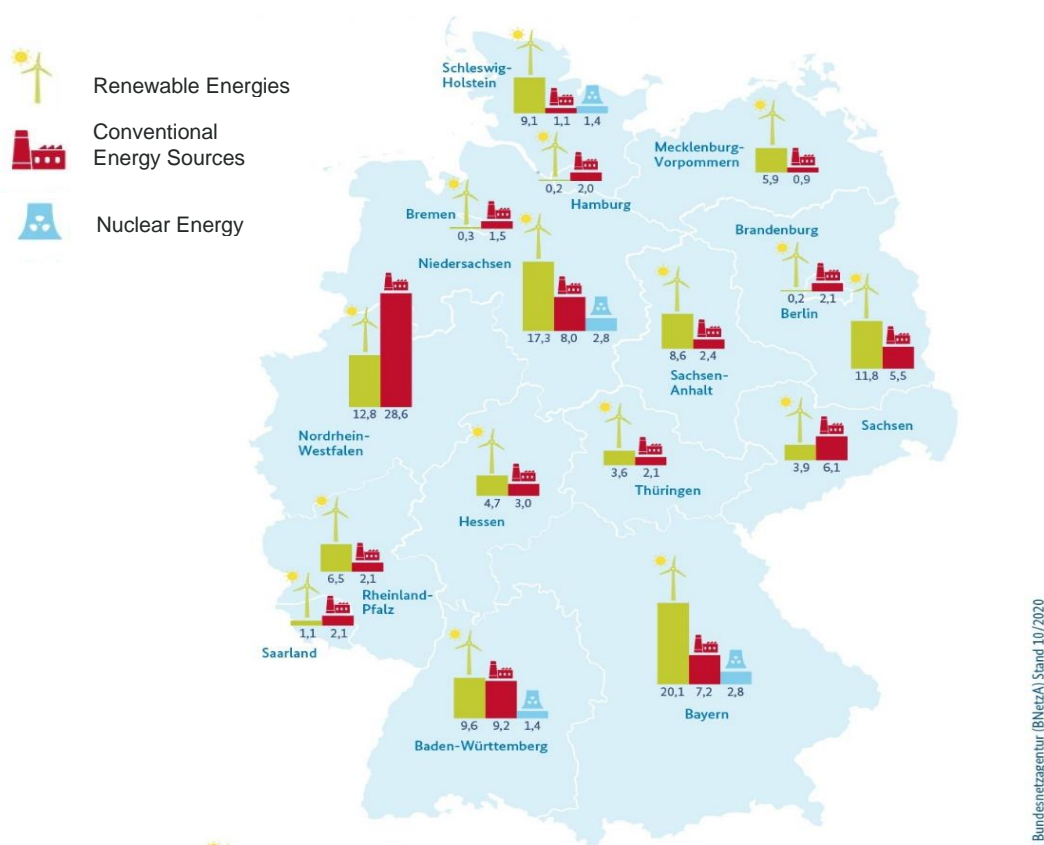 Renewable Energies
Conventional
Energy Sources
Nuclear Energy
Schleswig-
Holstein
9,1 1,1 1,4
Mecklenburg-
Vorpommern
5,9 0,9
0,2 2,0
Hamburg
Bremen
0,3 1,5
Niedersachsen
17,3 8,0 2,8
Brandenburg
0,2 2,1
Berlin
11,8 5,5
8,6 2,4
Sachsen-
Anhalt
12,8 28,6
Nordrhein-
Westfalen
Sachsen
3,9 6,1
3,6 2,1
Thüringen
4,7 3,0
Hessen
6,5 2,1
Rheinland-
Pfalz
1,1 2,1
Saarland
20,1 7,2 2,8
Bayern
9,6 9,2 1,4
Baden-Württemberg
Bundesnetzagentur (BNetzA) Stand 10/2020